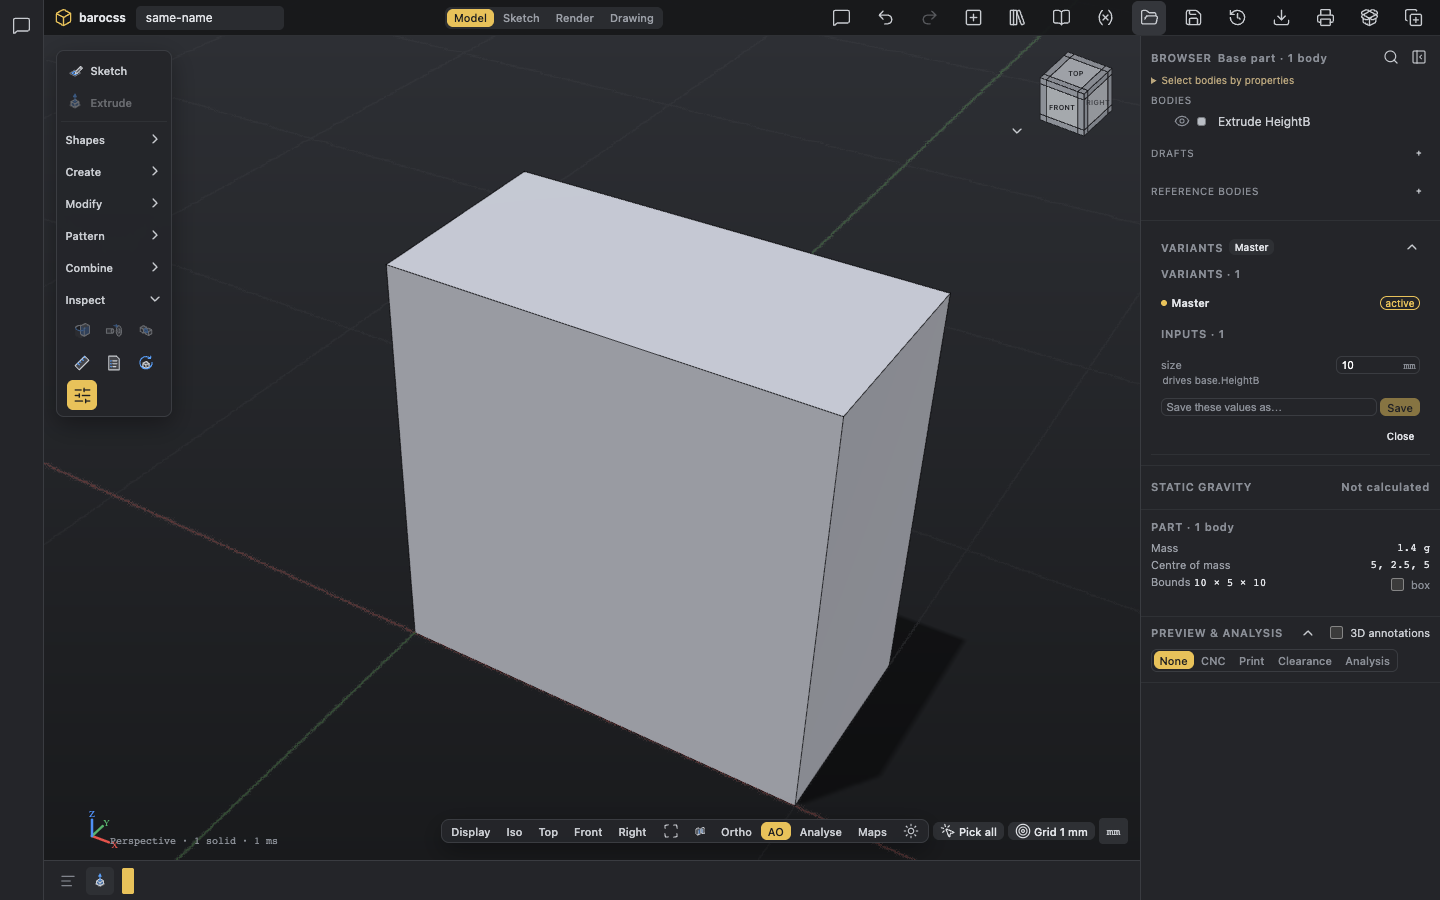 barocss
same-name
Model Sketch Render Drawing
Sketch
Extrude
Shapes
Create
Modify
Pattern
Combine
Inspect
TOP
FRONT
RIGHT
BROWSER Base part · 1 body
Select bodies by properties
BODIES
Extrude HeightB
DRAFTS
REFERENCE BODIES
VARIANTS Master
VARIANTS · 1
Master active
INPUTS · 1
size 10 mm
drives base.HeightB
Save these values as… Save
Close
STATIC GRAVITY Not calculated
PART · 1 body
Mass 1.4 g
Centre of mass 5, 2.5, 5
Bounds 10 × 5 × 10 box
PREVIEW & ANALYSIS 3D annotations
None CNC Print Clearance Analysis
Z
Y
X
Perspective · 1 solid · 1 ms
Display Iso Top Front Right Ortho AO Analyse Maps Pick all Grid 1 mm mm